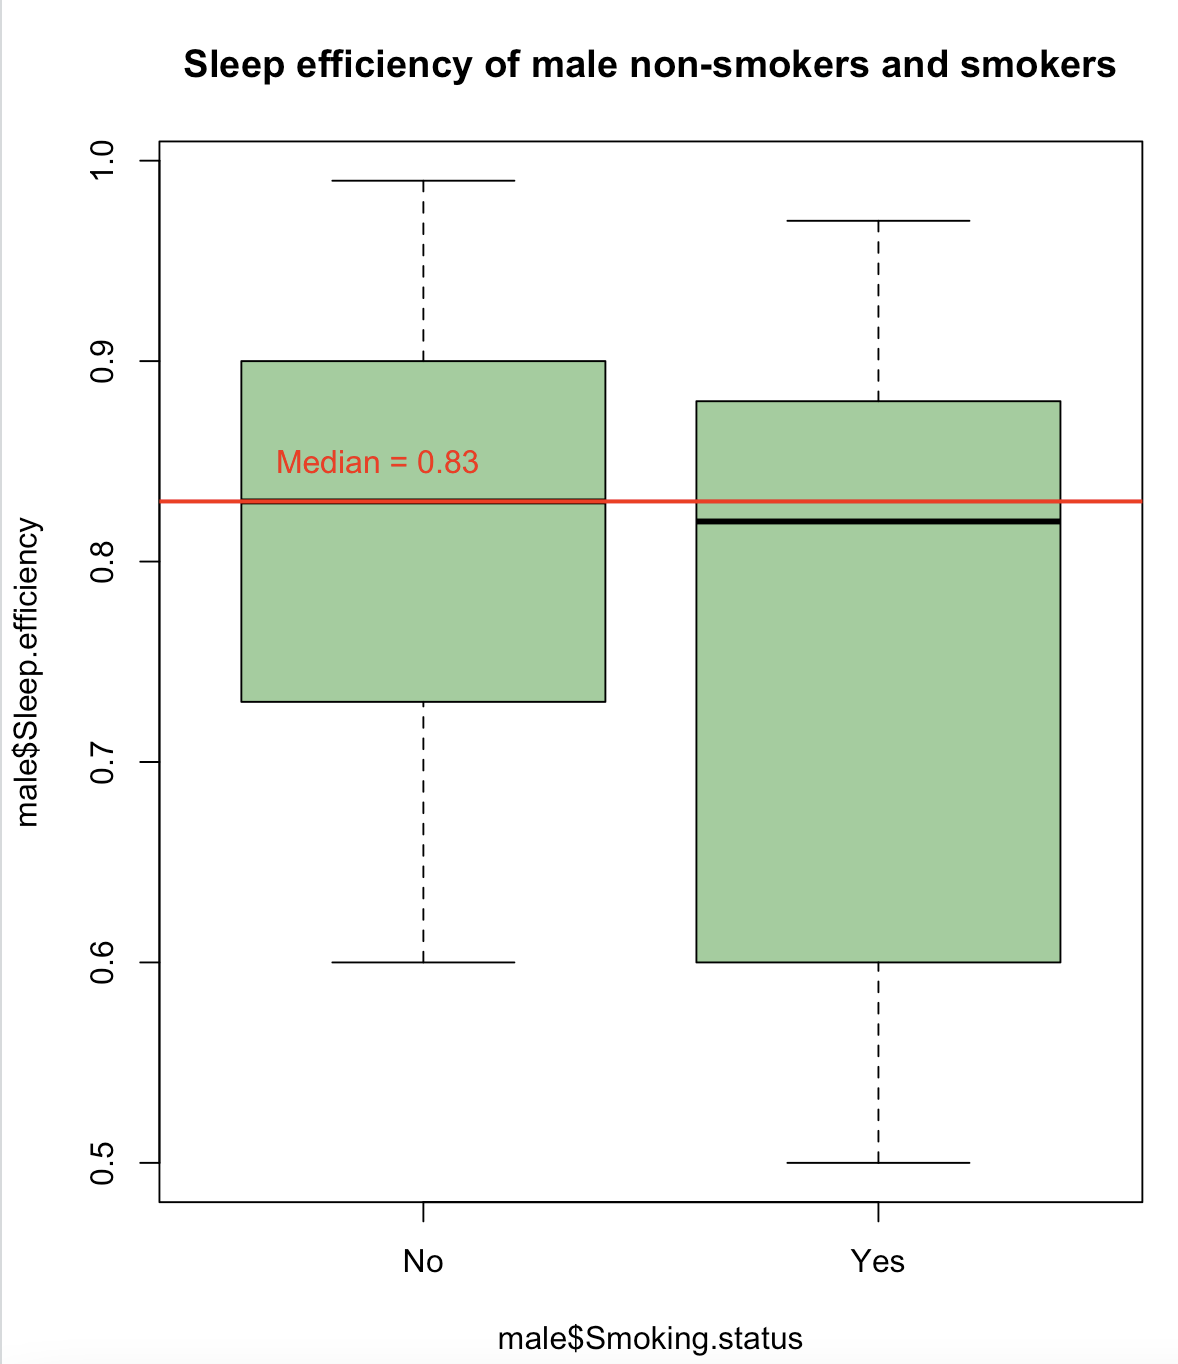 Sleep efficiency of male non-smokers and smokers
male$Sleep.efficiency
1.0
0.9
0.8
0.7
0.6
0.5
Median = 0.83
No
Yes
male$Smoking.status